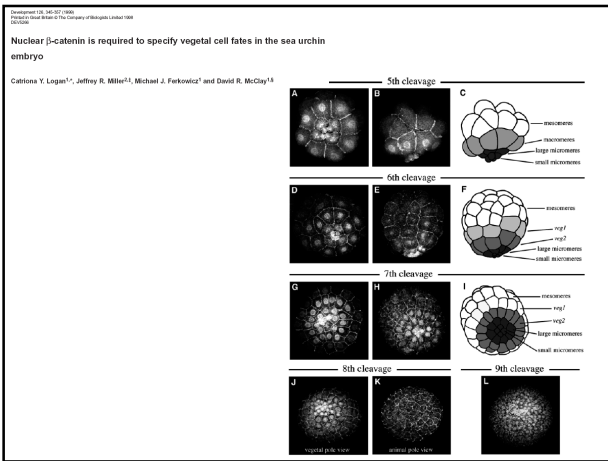 Development 126, 345-357 (1999)
Printed in Great Britain © The Company of Biologists Limited 1999
Nuclear β-catenin is required to specify vegetal cell fates in the sea urchin
embryo
Catriona Y. Logan1,*, Jeffrey R. Miller2,‡, Michael J. Ferkowicz1 and David R. McClay1,§
5th cleavage
A
B
C
mesomeres
macromeres
large micromeres
small micromeres
6th cleavage
D
E
F
mesomeres
veg1
veg2
large micromeres
small micromeres
7th cleavage
G
H
I
mesomeres
veg1
veg2
large micromeres
small micromeres
8th cleavage
9th cleavage
J
K
L
vegetal pole view
animal pole view